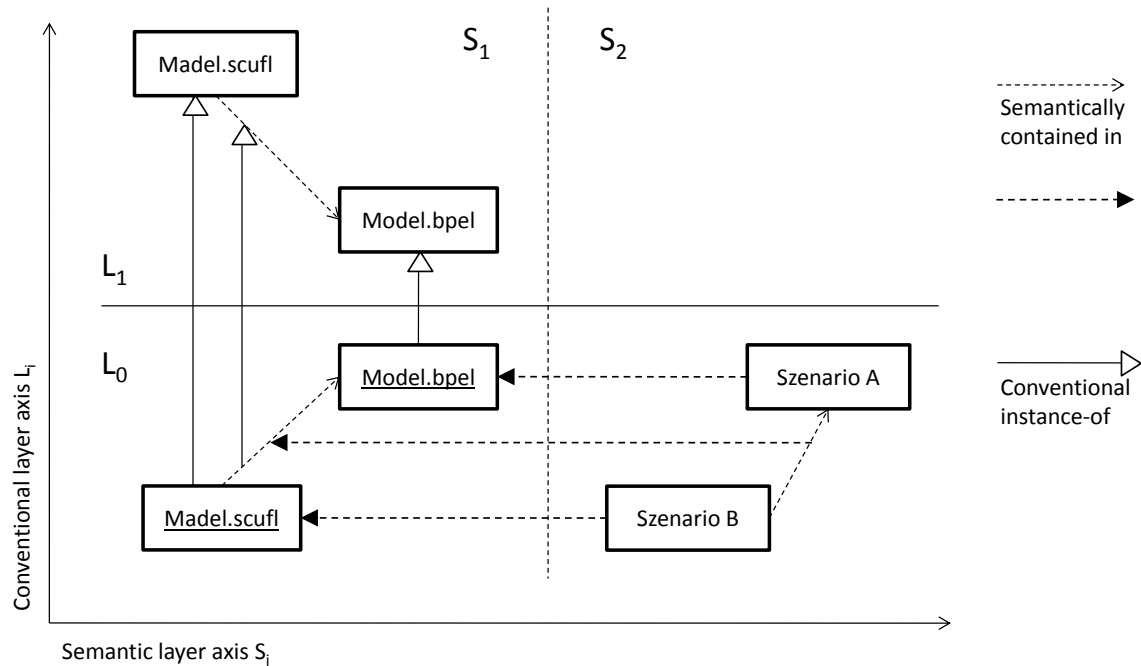 S1
S2
Madel.scufl
Semantically
contained in
Model.bpel
L1
L0
Model.bpel
Szenario A
Conventional
instance-of
Madel.scufl
Szenario B
Conventional layer axis Li
Semantic layer axis Si